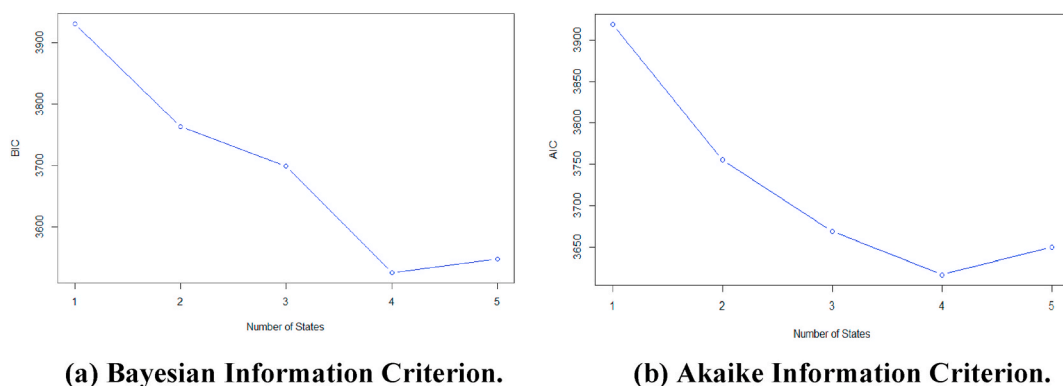 BIC
3900
3800
3700
3600
1 2 3 4 5
Number of States
(a) Bayesian Information Criterion.
AIC
3900
3850
3800
3750
3700
3650
1 2 3 4 5
Number of States
(b) Akaike Information Criterion.